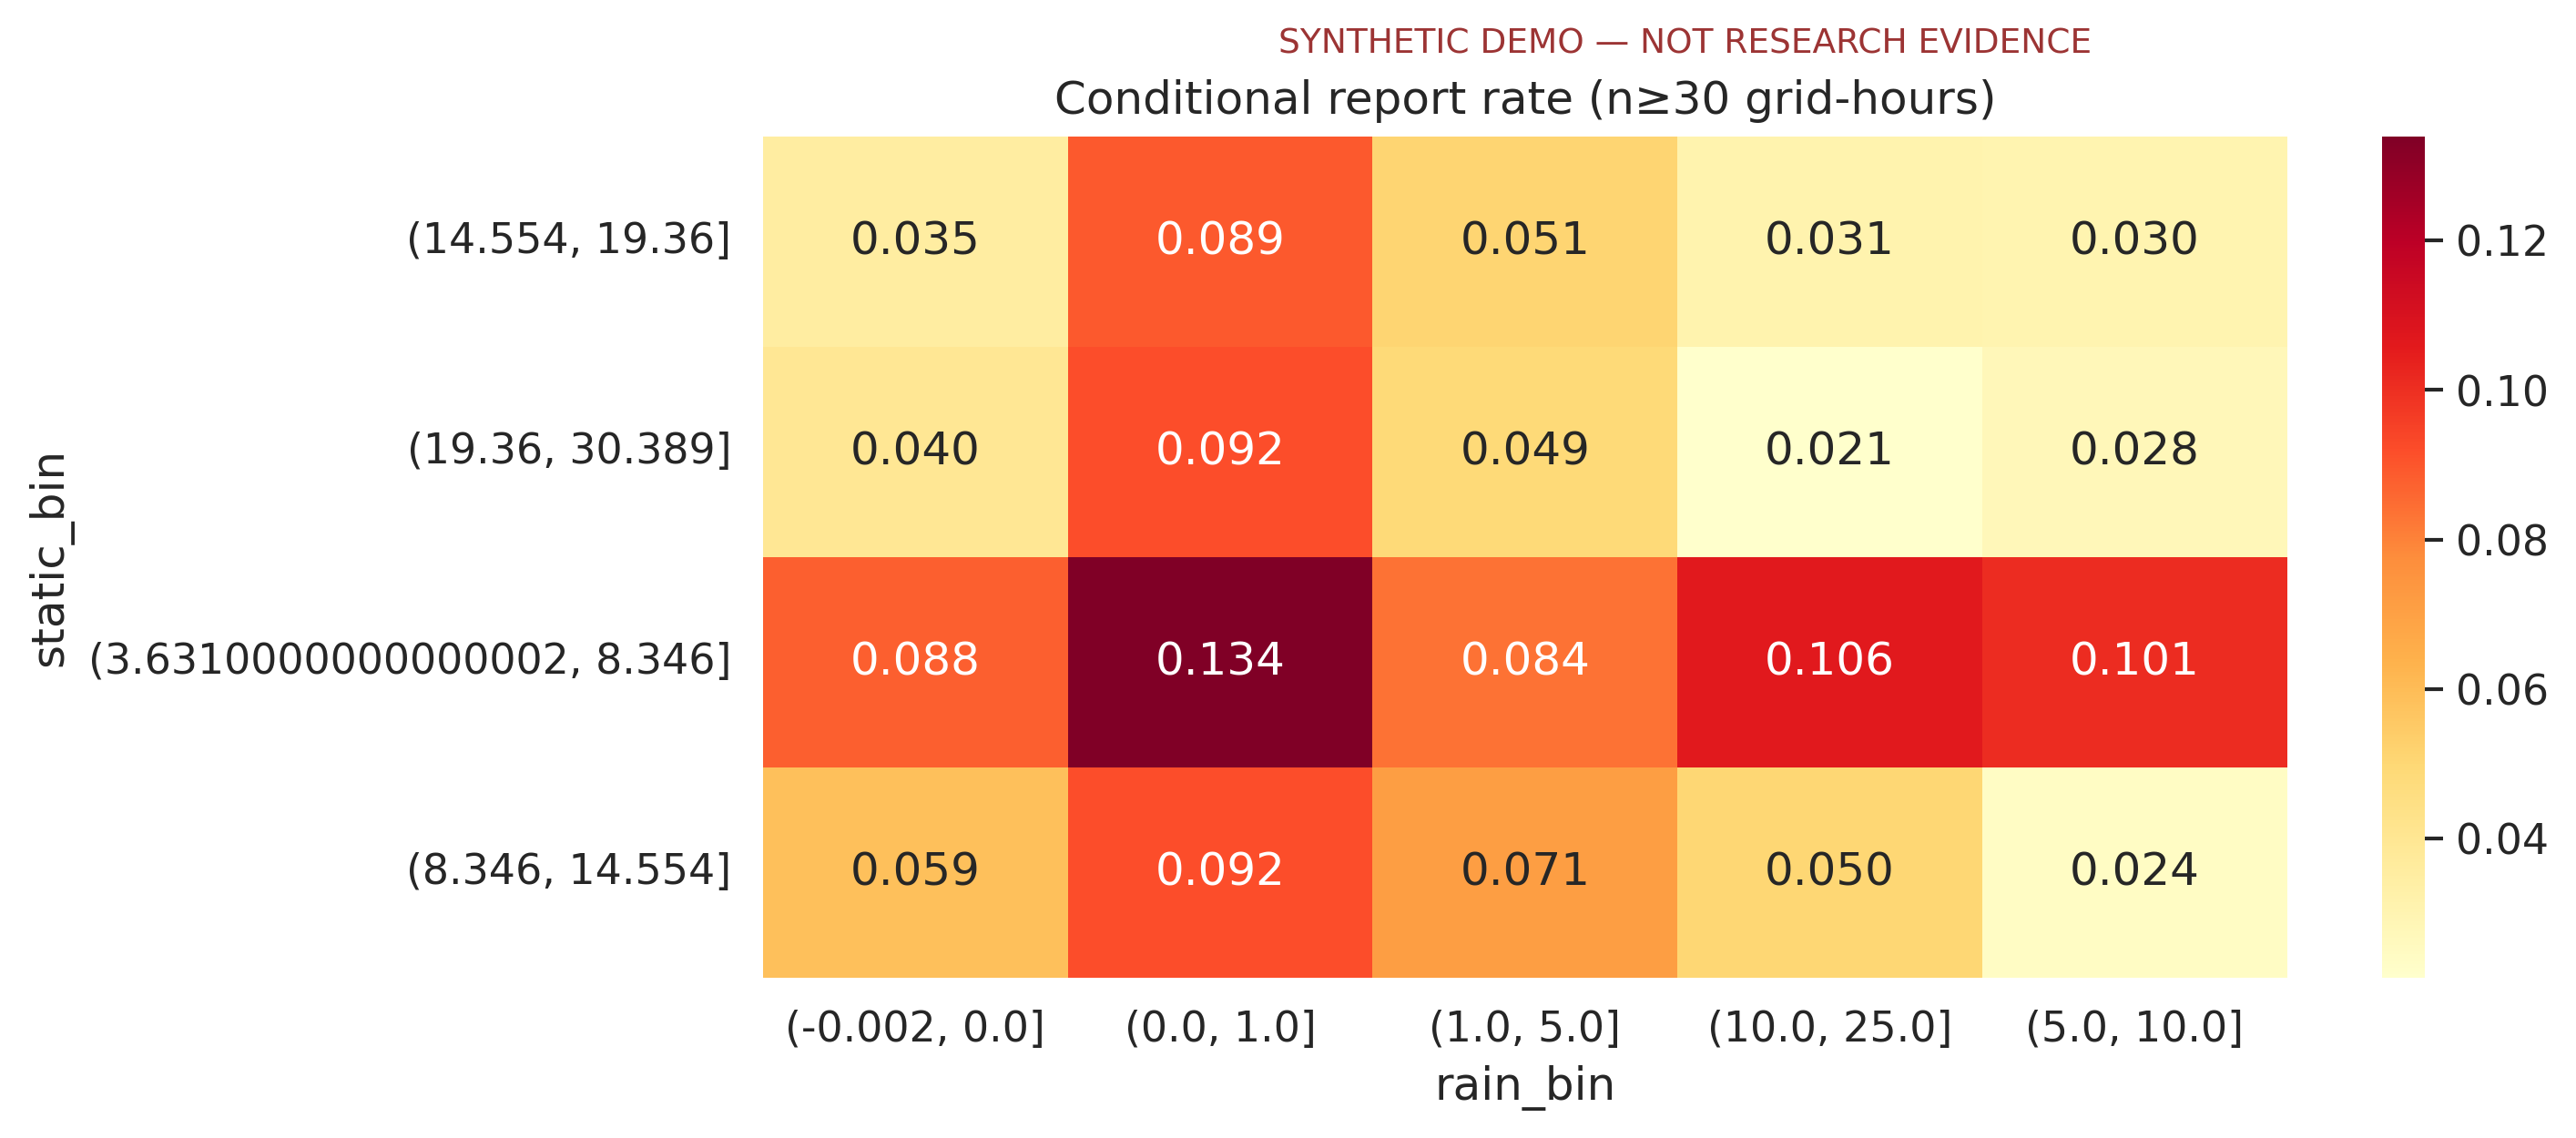 SYNTHETIC DEMO — NOT RESEARCH EVIDENCE
Conditional report rate (n≥30 grid-hours)
static_bin
(14.554, 19.36] 0.035 0.089 0.051 0.031 0.030
(19.36, 30.389] 0.040 0.092 0.049 0.021 0.028
(3.6310000000000002, 8.346] 0.088 0.134 0.084 0.106 0.101
(8.346, 14.554] 0.059 0.092 0.071 0.050 0.024
(-0.002, 0.0] (0.0, 1.0] (1.0, 5.0] (10.0, 25.0] (5.0, 10.0]
rain_bin
0.12
0.10
0.08
0.06
0.04